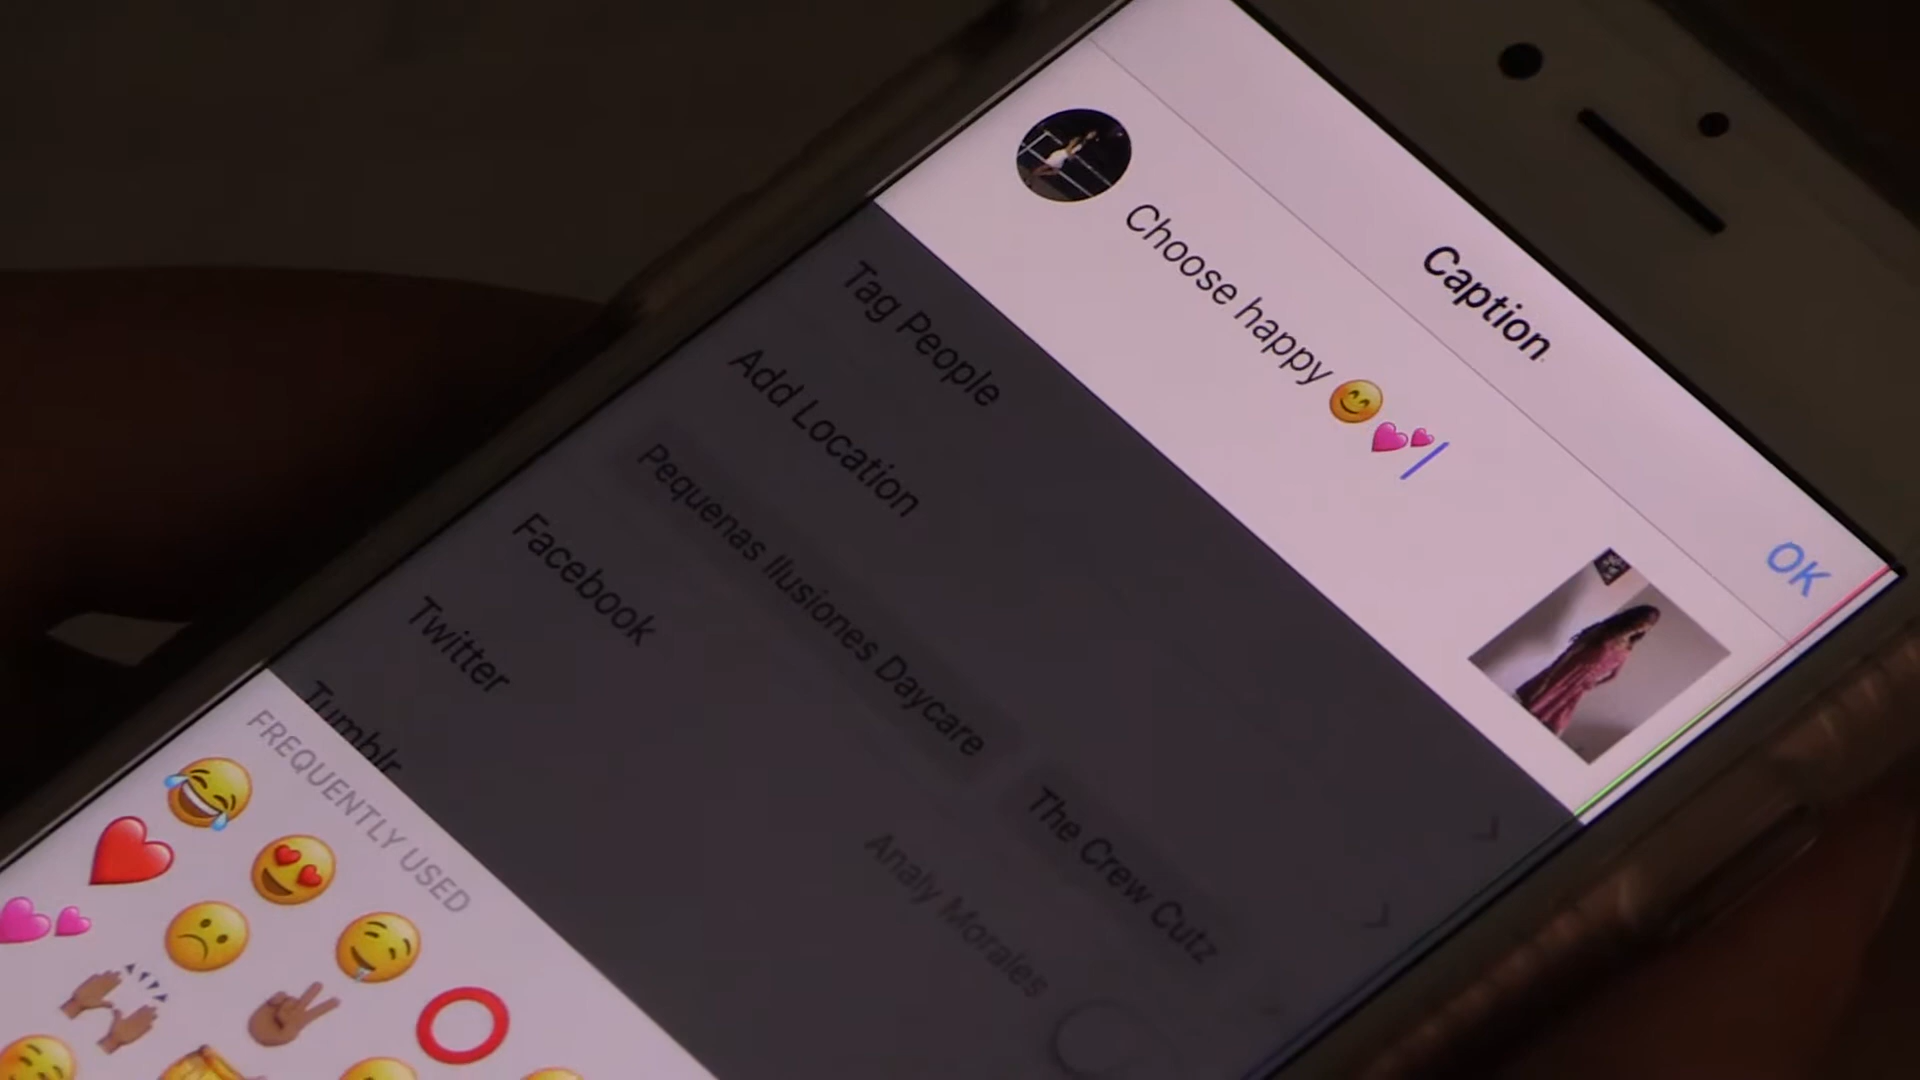 Caption
OK
Choose happy 😊💕
Tag People
Add Location
Pequenas Ilusiones Daycare
The Crew Cutz
Facebook
Analy Morales
Twitter
Tumblr
FREQUENTLY USED